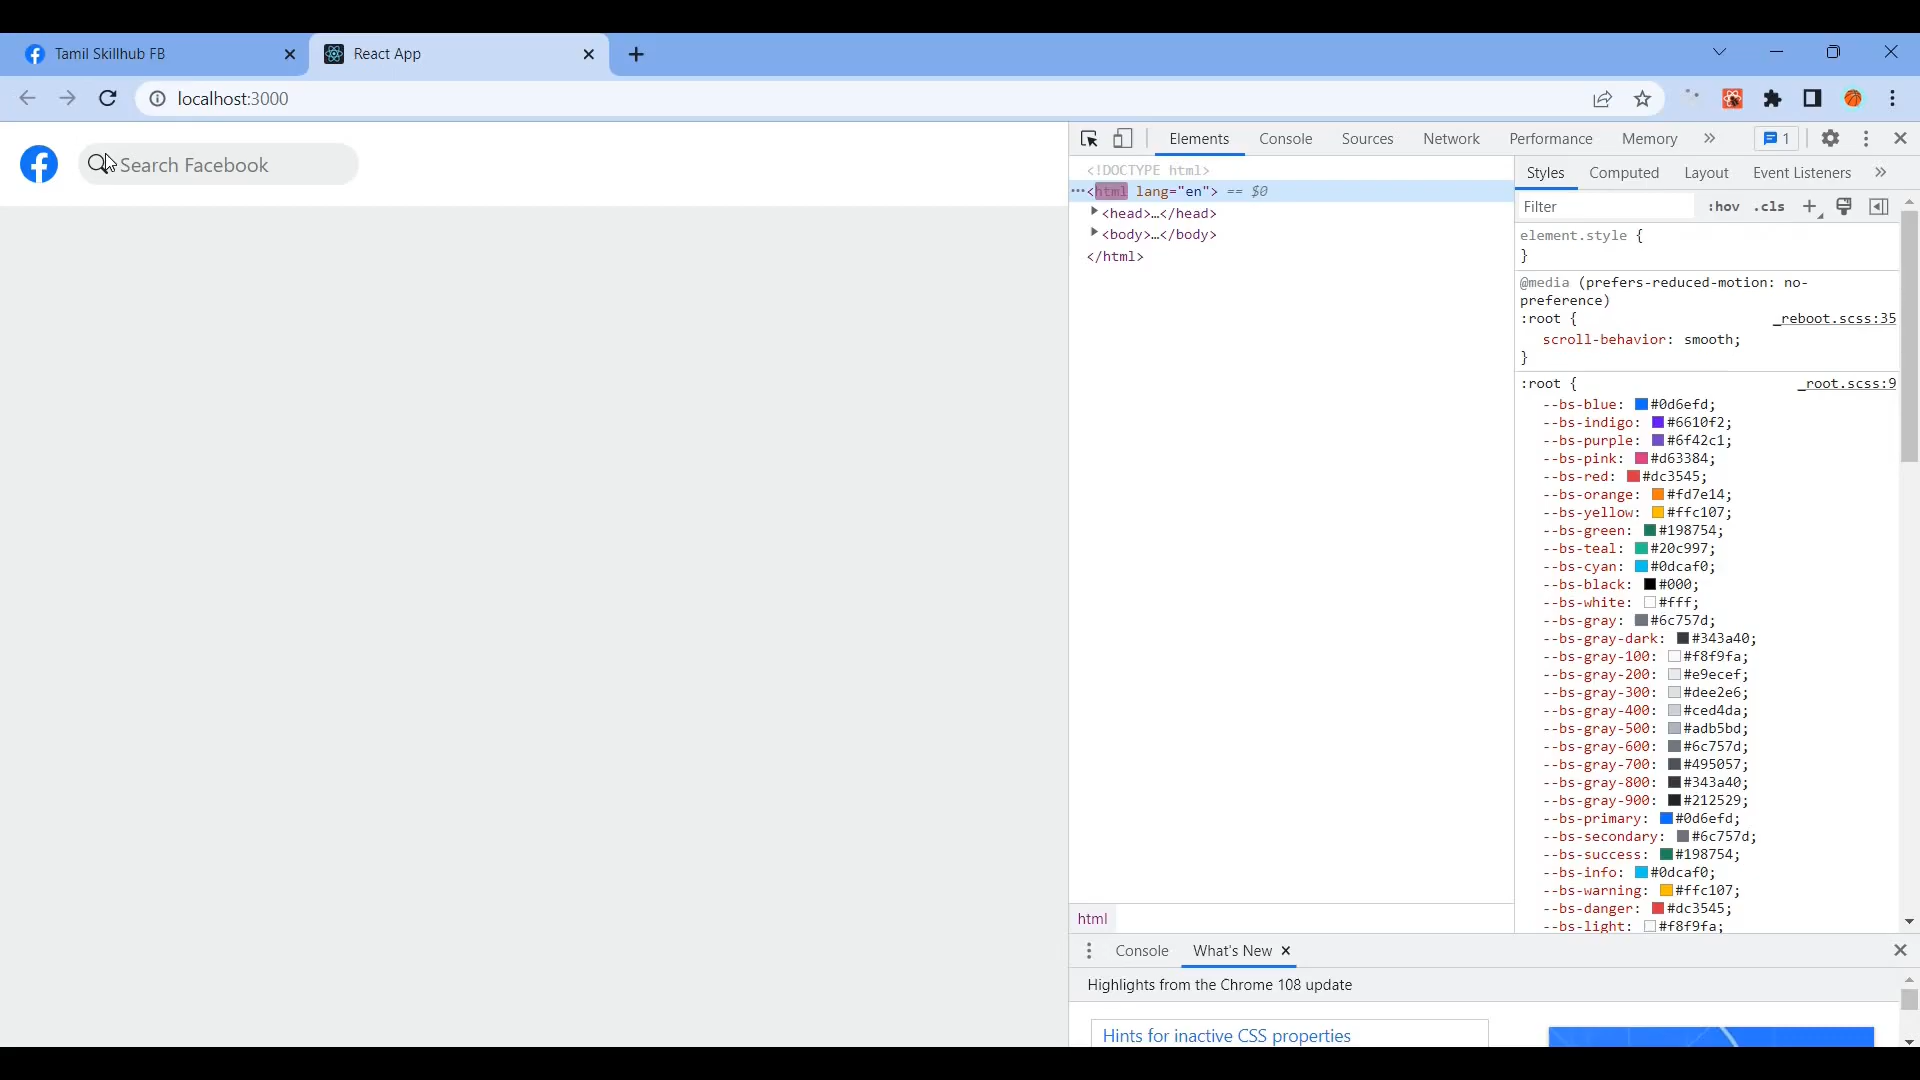 Tamil Skillhub FB
React App
localhost:3000
Search Facebook
Elements Console Sources Network Performance Memory » 1
<!DOCTYPE html>
···<html lang="en"> == $0
<head>…</head>
<body>…</body>
</html>
html
Styles Computed Layout Event Listeners »
Filter :hov .cls +
element.style {
}
@media (prefers-reduced-motion: no-
preference)
:root { _reboot.scss:35
scroll-behavior: smooth;
}
:root { _root.scss:9
--bs-blue: #0d6efd;
--bs-indigo: #6610f2;
--bs-purple: #6f42c1;
--bs-pink: #d63384;
--bs-red: #dc3545;
--bs-orange: #fd7e14;
--bs-yellow: #ffc107;
--bs-green: #198754;
--bs-teal: #20c997;
--bs-cyan: #0dcaf0;
--bs-black: #000;
--bs-white: #fff;
--bs-gray: #6c757d;
--bs-gray-dark: #343a40;
--bs-gray-100: #f8f9fa;
--bs-gray-200: #e9ecef;
--bs-gray-300: #dee2e6;
--bs-gray-400: #ced4da;
--bs-gray-500: #adb5bd;
--bs-gray-600: #6c757d;
--bs-gray-700: #495057;
--bs-gray-800: #343a40;
--bs-gray-900: #212529;
--bs-primary: #0d6efd;
--bs-secondary: #6c757d;
--bs-success: #198754;
--bs-info: #0dcaf0;
--bs-warning: #ffc107;
--bs-danger: #dc3545;
--bs-light: #f8f9fa;
Console What's New
Highlights from the Chrome 108 update
Hints for inactive CSS properties